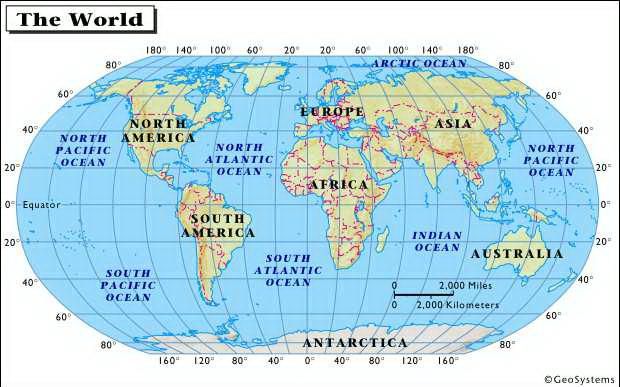 The World
180° 140° 100° 60° 20° 20° 60° 100° 140° 180°
ARCTIC OCEAN
80° 80°
60° 60°
NORTH
AMERICA
EUROPE
ASIA
40° 40°
NORTH
PACIFIC
OCEAN
NORTH
ATLANTIC
OCEAN
NORTH
PACIFIC
OCEAN
20° 20°
AFRICA
0° Equator 0°
SOUTH
AMERICA
INDIAN
OCEAN
20° 20°
AUSTRALIA
SOUTH
PACIFIC
OCEAN
SOUTH
ATLANTIC
OCEAN
40° 40°
0 2,000 Miles
0 2,000 Kilometers
60° 60°
80° 80°
ANTARCTICA
160° 120° 80° 40° 0° 40° 80° 120° 160°
©GeoSystems